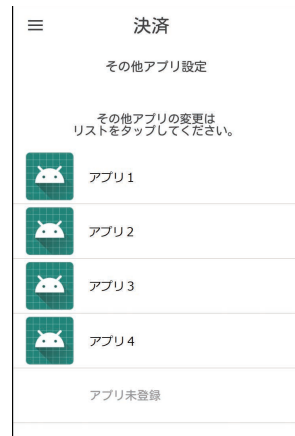 決済
その他アプリ設定
その他アプリの変更は
リストをタップしてください。
アプリ1
アプリ2
アプリ3
アプリ4
アプリ未登録